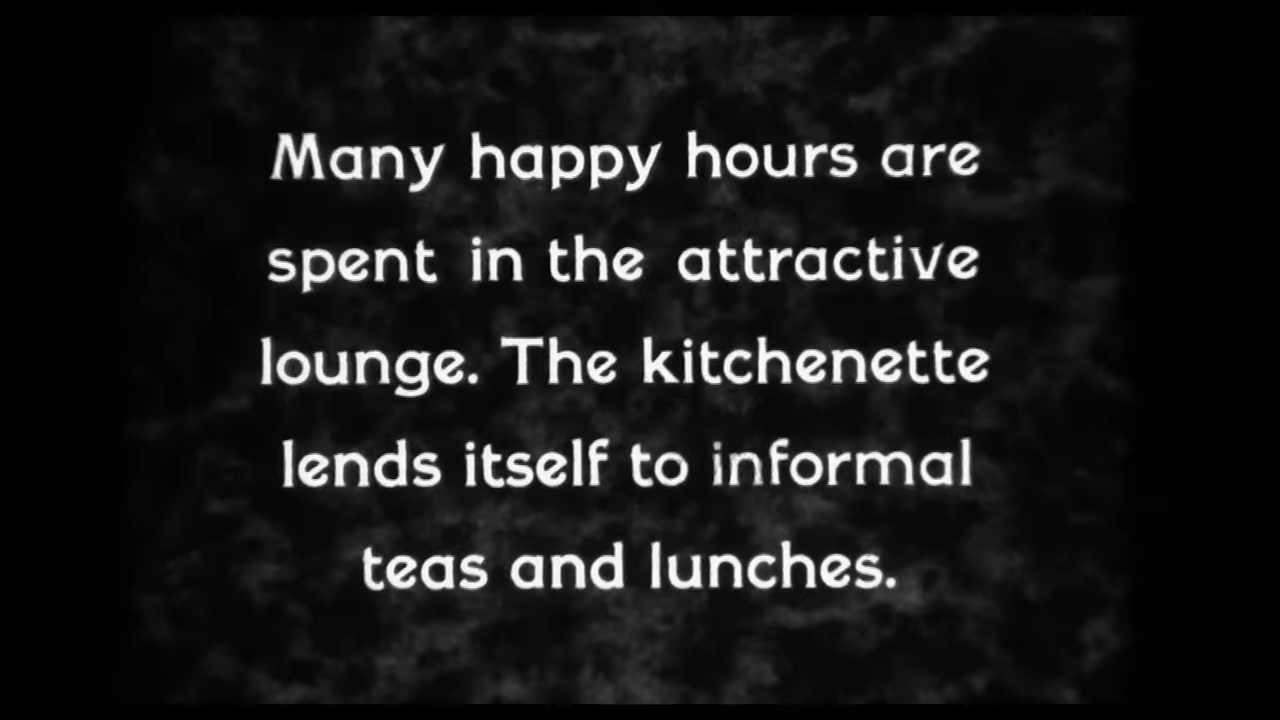 Many happy hours are
spent in the attractive
lounge. The kitchenette
lends itself to informal
teas and lunches.